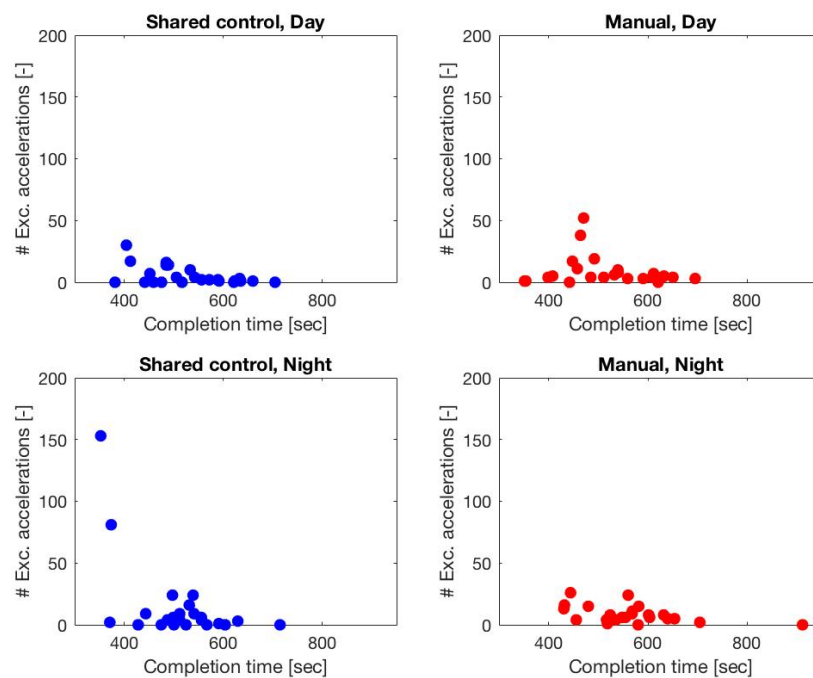 Shared control, Day
200
150
100
50
0
# Exc. accelerations [-]
400 600 800
Completion time [sec]
Manual, Day
200
150
100
50
0
# Exc. accelerations [-]
400 600 800
Completion time [sec]
Shared control, Night
200
150
100
50
0
# Exc. accelerations [-]
400 600 800
Completion time [sec]
Manual, Night
200
150
100
50
0
# Exc. accelerations [-]
400 600 800
Completion time [sec]